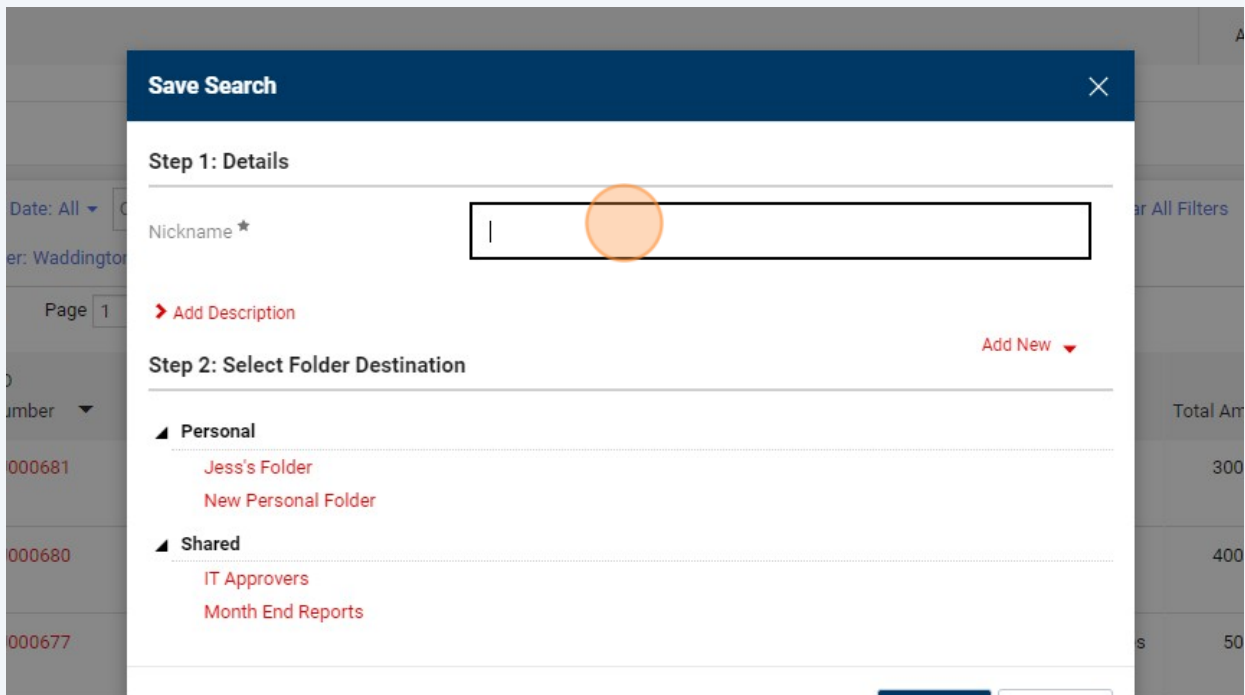 A
Save Search
Step 1: Details
Date: All
ar All Filters
Nickname *
er: Waddington
Page 1
Add Description
Add New
Step 2: Select Folder Destination
umber
Total Am
Personal
000681
Jess's Folder
300
New Personal Folder
Shared
000680
400
IT Approvers
Month End Reports
000677
s
50